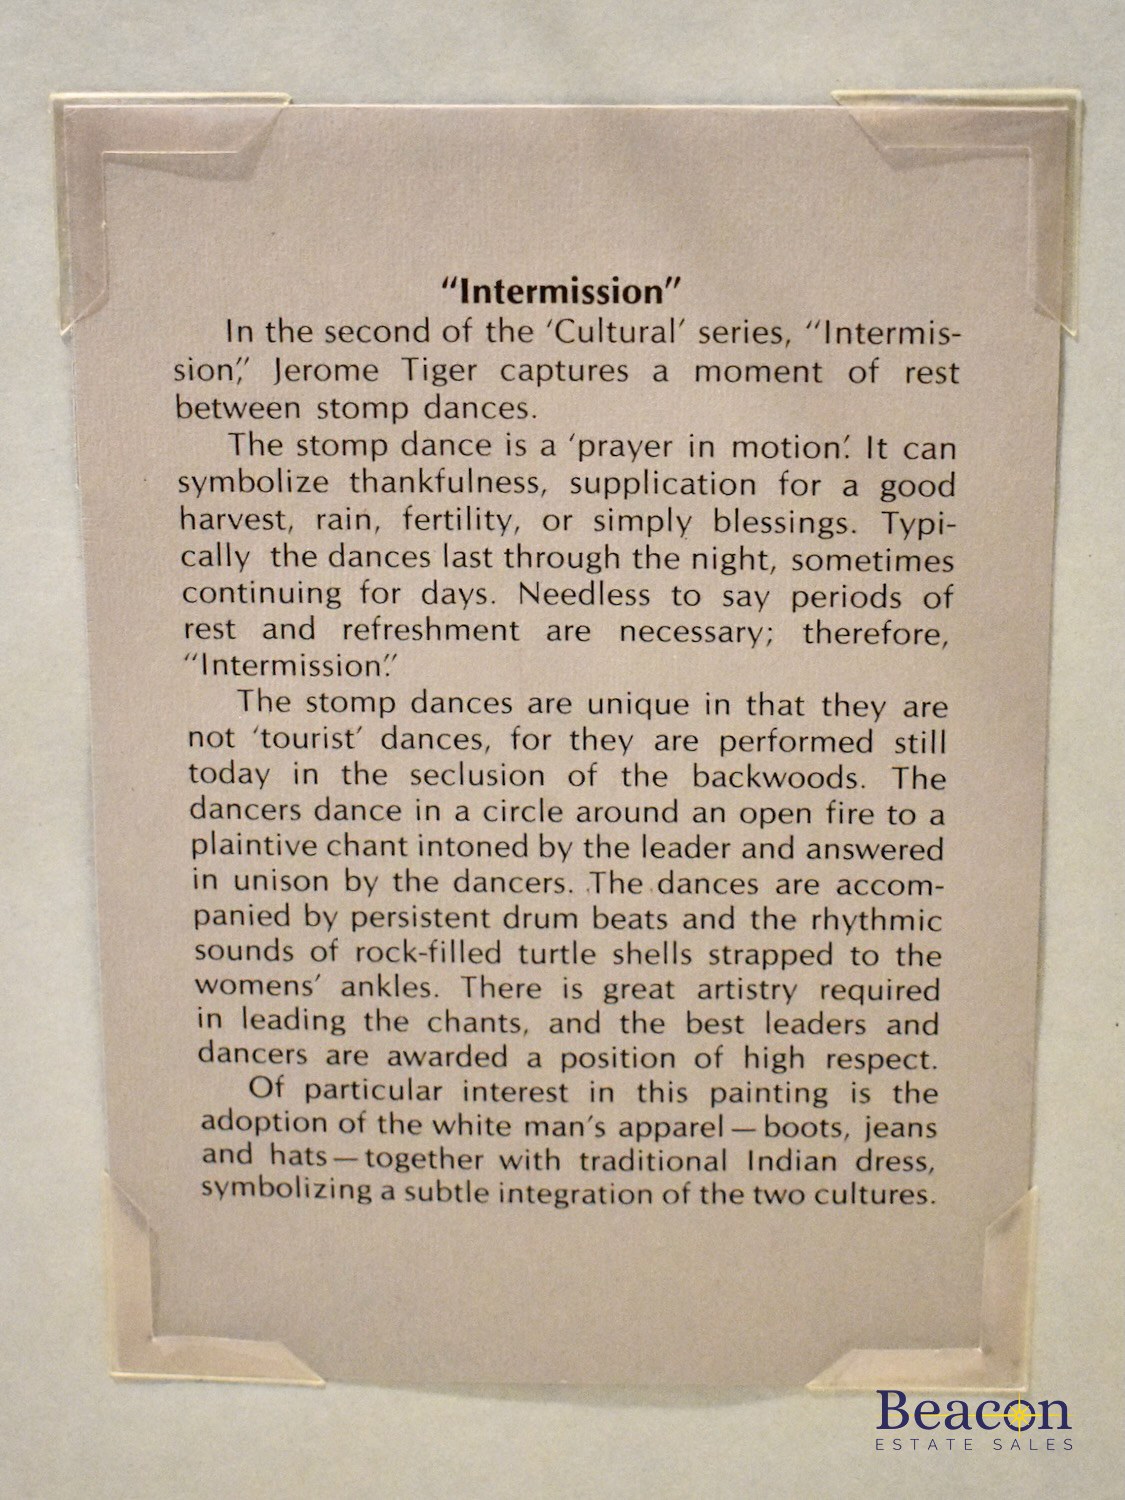 “Intermission”
In the second of the ‘Cultural’ series, “Intermis-
sion,” Jerome Tiger captures a moment of rest
between stomp dances.
The stomp dance is a ‘prayer in motion’. It can
symbolize thankfulness, supplication for a good
harvest, rain, fertility, or simply blessings. Typi-
cally the dances last through the night, sometimes
continuing for days. Needless to say periods of
rest and refreshment are necessary; therefore,
“Intermission.”
The stomp dances are unique in that they are
not ‘tourist’ dances, for they are performed still
today in the seclusion of the backwoods. The
dancers dance in a circle around an open fire to a
plaintive chant intoned by the leader and answered
in unison by the dancers. The dances are accom-
panied by persistent drum beats and the rhythmic
sounds of rock-filled turtle shells strapped to the
womens’ ankles. There is great artistry required
in leading the chants, and the best leaders and
dancers are awarded a position of high respect.
Of particular interest in this painting is the
adoption of the white man’s apparel — boots, jeans
and hats — together with traditional Indian dress,
symbolizing a subtle integration of the two cultures.
Beacon
ESTATE SALES